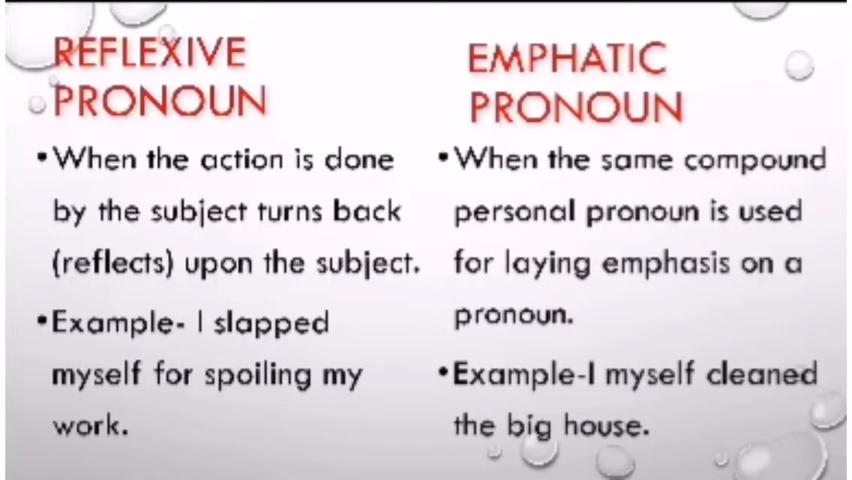 REFLEXIVE
PRONOUN
•When the action is done
by the subject turns back
(reflects) upon the subject.
•Example- I slapped
myself for spoiling my
work.
EMPHATIC
PRONOUN
•When the same compound
personal pronoun is used
for laying emphasis on a
pronoun.
•Example-I myself cleaned
the big house.